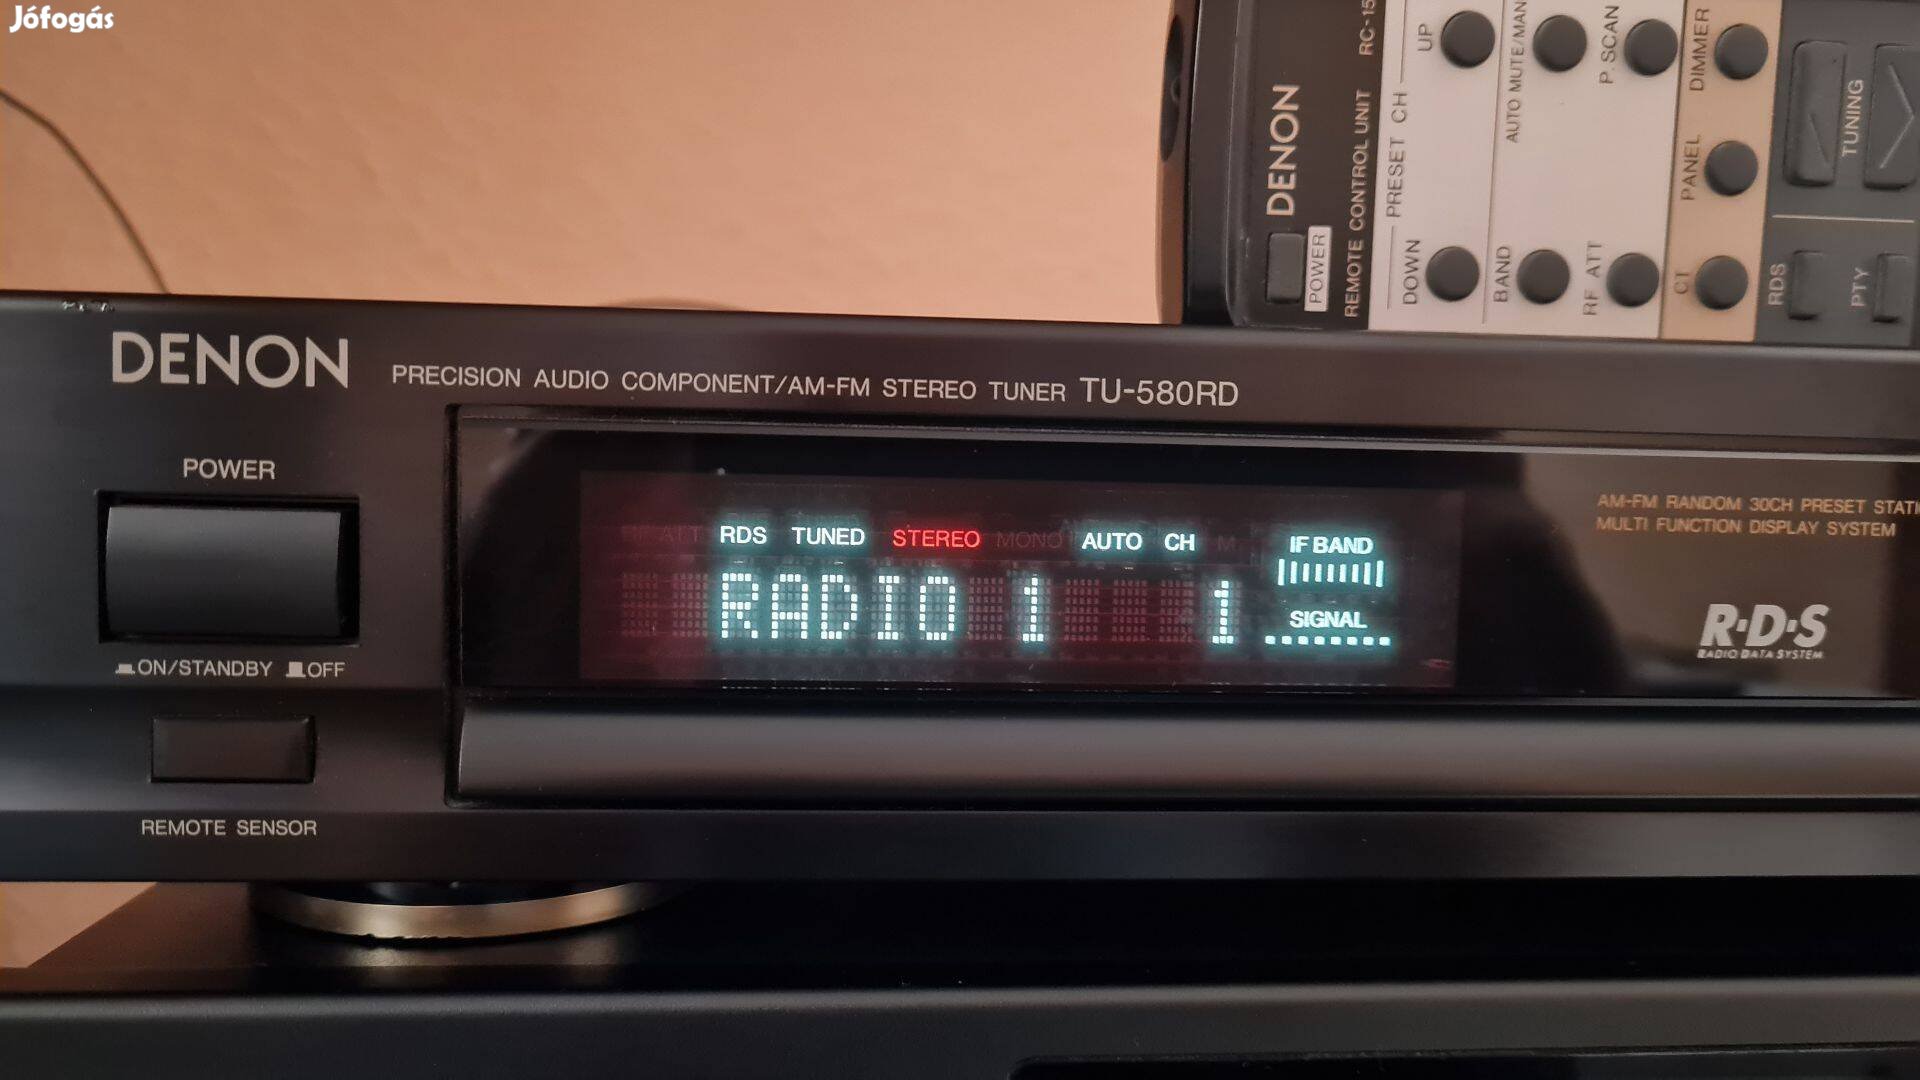 Jófogás
DENON
POWER
REMOTE CONTROL UNIT
DOWN PRESET CH UP
BAND AUTO MUTE/MAN
RF ATT P.SCAN
CT PANEL DIMMER
RDS TUNING
PTY
DENON PRECISION AUDIO COMPONENT/AM-FM STEREO TUNER TU-580RD
POWER
ON/STANDBY OFF
REMOTE SENSOR
RF ATT RDS TUNED STEREO MONO AUTO CH M
RADIO 1 1
IF BAND
SIGNAL
AM-FM RANDOM 30CH PRESET
MULTI FUNCTION DISPLAY SYSTEM
R·D·S
RADIO DATA SYSTEM